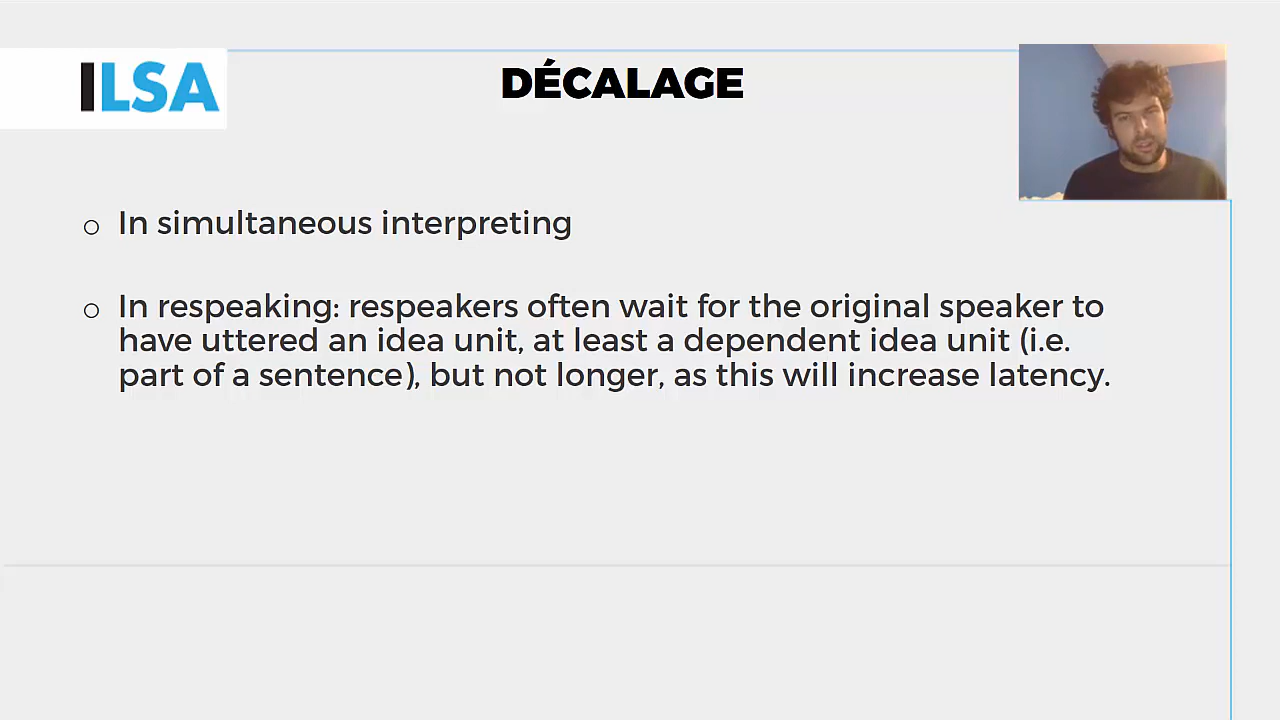 ILSA
DÉCALAGE
In simultaneous interpreting
In respeaking: respeakers often wait for the original speaker to
have uttered an idea unit, at least a dependent idea unit (i.e.
part of a sentence), but not longer, as this will increase latency.